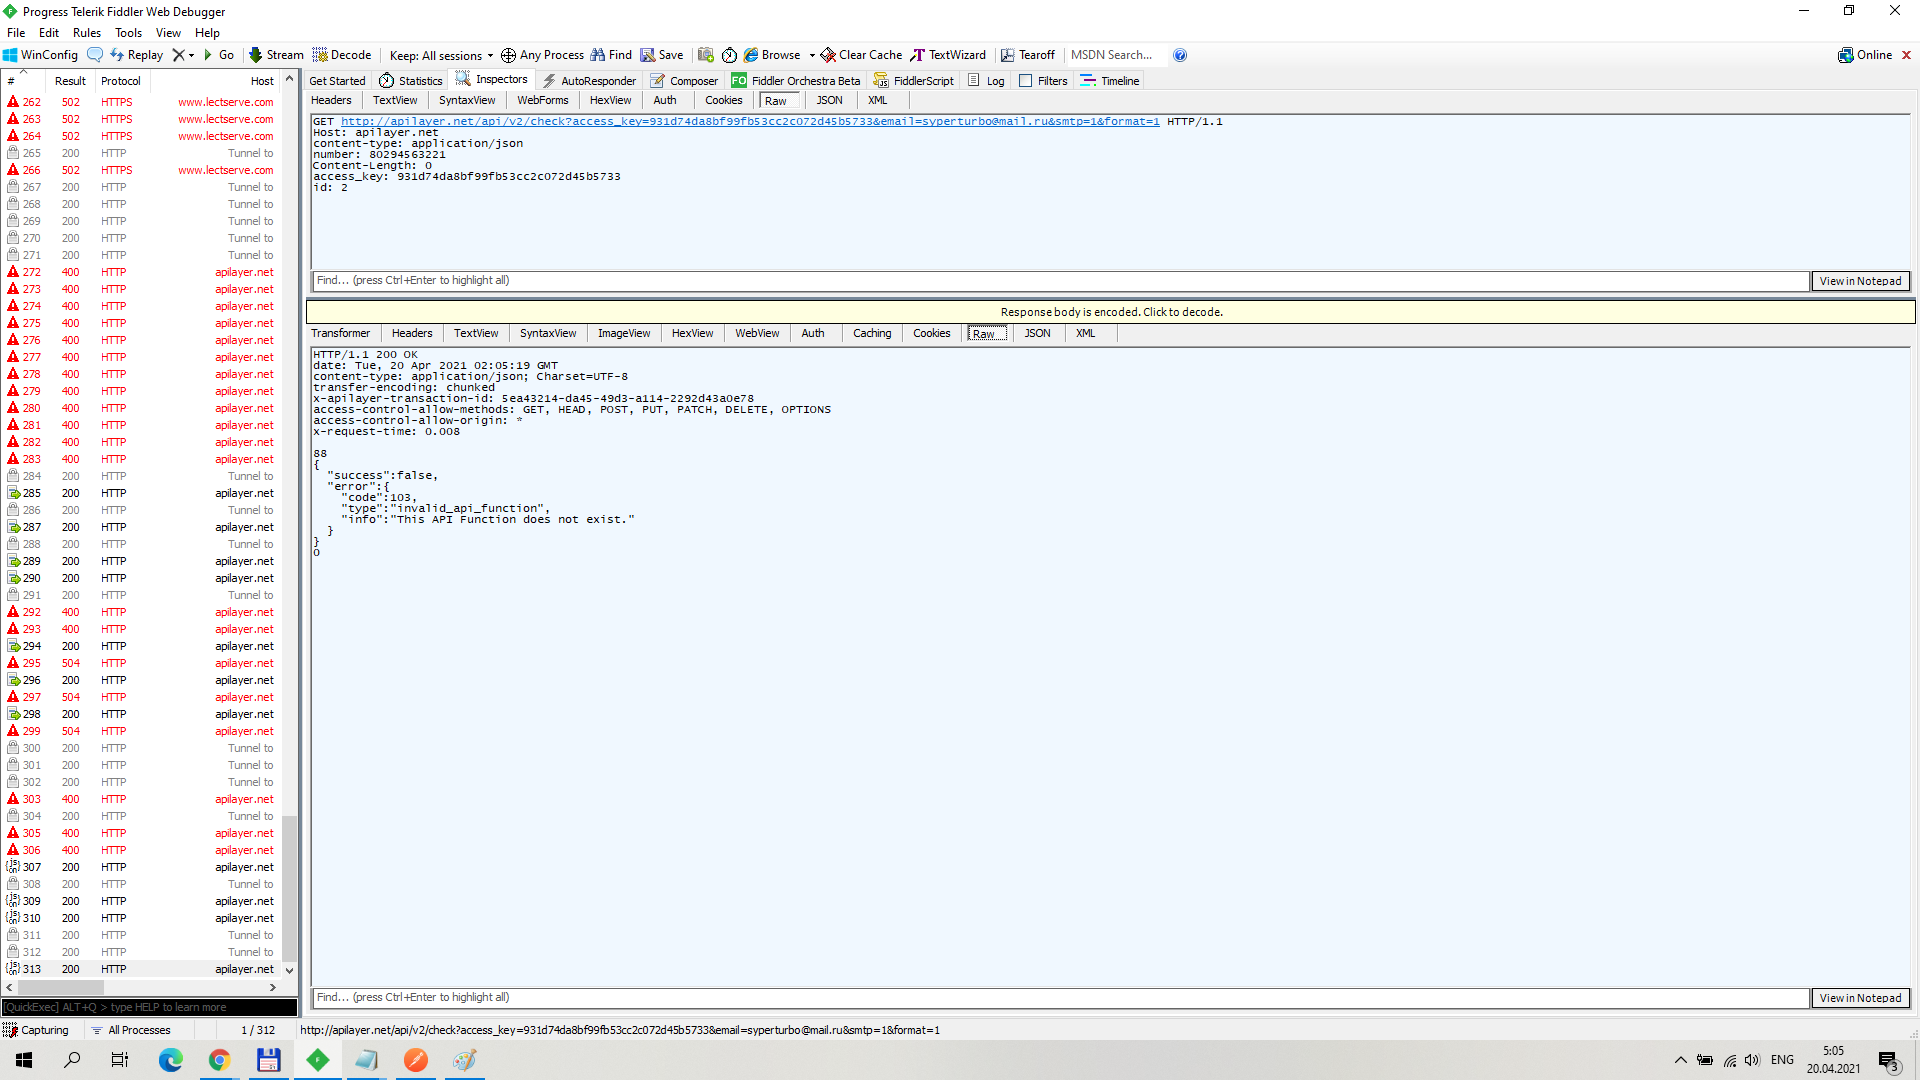 Progress Telerik Fiddler Web Debugger
File Edit Rules Tools View Help
WinConfig Replay Go Stream Decode Keep: All sessions Any Process Find Save Browse Clear Cache TextWizard Tearoff MSDN Search... Online
# Result Protocol Host
262 502 HTTPS www.lectserve.com
263 502 HTTPS www.lectserve.com
264 502 HTTPS www.lectserve.com
265 200 HTTP Tunnel to
266 502 HTTPS www.lectserve.com
267 200 HTTP Tunnel to
268 200 HTTP Tunnel to
269 200 HTTP Tunnel to
270 200 HTTP Tunnel to
271 200 HTTP Tunnel to
272 400 HTTP apilayer.net
273 400 HTTP apilayer.net
274 400 HTTP apilayer.net
275 400 HTTP apilayer.net
276 400 HTTP apilayer.net
277 400 HTTP apilayer.net
278 400 HTTP apilayer.net
279 400 HTTP apilayer.net
280 400 HTTP apilayer.net
281 400 HTTP apilayer.net
282 400 HTTP apilayer.net
283 400 HTTP apilayer.net
284 200 HTTP Tunnel to
285 200 HTTP apilayer.net
286 200 HTTP Tunnel to
287 200 HTTP apilayer.net
288 200 HTTP Tunnel to
289 200 HTTP apilayer.net
290 200 HTTP apilayer.net
291 200 HTTP Tunnel to
292 400 HTTP apilayer.net
293 400 HTTP apilayer.net
294 200 HTTP apilayer.net
295 504 HTTP apilayer.net
296 200 HTTP apilayer.net
297 504 HTTP apilayer.net
298 200 HTTP apilayer.net
299 504 HTTP apilayer.net
300 200 HTTP Tunnel to
301 200 HTTP Tunnel to
302 200 HTTP Tunnel to
303 400 HTTP apilayer.net
304 200 HTTP Tunnel to
305 400 HTTP apilayer.net
306 400 HTTP apilayer.net
307 200 HTTP apilayer.net
308 200 HTTP Tunnel to
309 200 HTTP apilayer.net
310 200 HTTP apilayer.net
311 200 HTTP Tunnel to
312 200 HTTP Tunnel to
313 200 HTTP apilayer.net
[QuickExec] ALT+Q > type HELP to learn more
Get Started Statistics Inspectors AutoResponder Composer FO Fiddler Orchestra Beta FiddlerScript Log Filters Timeline
Headers TextView SyntaxView WebForms HexView Auth Cookies Raw JSON XML
GET http://apilayer.net/api/v2/check?access_key=931d74da8bf99fb53cc2c072d45b5733&email=syperturbo@mail.ru&smtp=1&format=1 HTTP/1.1
Host: apilayer.net
content-type: application/json
number: 80294563221
Content-Length: 0
access_key: 931d74da8bf99fb53cc2c072d45b5733
id: 2
Find... (press Ctrl+Enter to highlight all) View in Notepad
Response body is encoded. Click to decode.
Transformer Headers TextView SyntaxView ImageView HexView WebView Auth Caching Cookies Raw JSON XML
HTTP/1.1 200 OK
date: Tue, 20 Apr 2021 02:05:19 GMT
content-type: application/json; Charset=UTF-8
transfer-encoding: chunked
x-apilayer-transaction-id: 5ea43214-da45-49d3-a114-2292d43a0e78
access-control-allow-methods: GET, HEAD, POST, PUT, PATCH, DELETE, OPTIONS
access-control-allow-origin: *
x-request-time: 0.008
88
{
"success":false,
"error":{
"code":103,
"type":"invalid_api_function",
"info":"This API Function does not exist."
}
}
0
Find... (press Ctrl+Enter to highlight all) View in Notepad
Capturing All Processes 1 / 312 http://apilayer.net/api/v2/check?access_key=931d74da8bf99fb53cc2c072d45b5733&email=syperturbo@mail.ru&smtp=1&format=1
ENG 5:05
20.04.2021
3